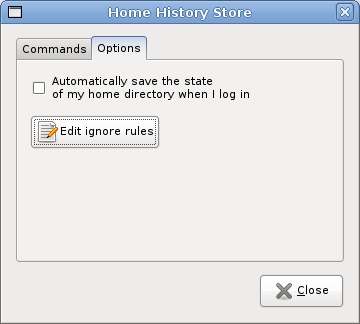 Home History Store
Commands
Options
Automatically save the state
of my home directory when I log in
Edit ignore rules
Close